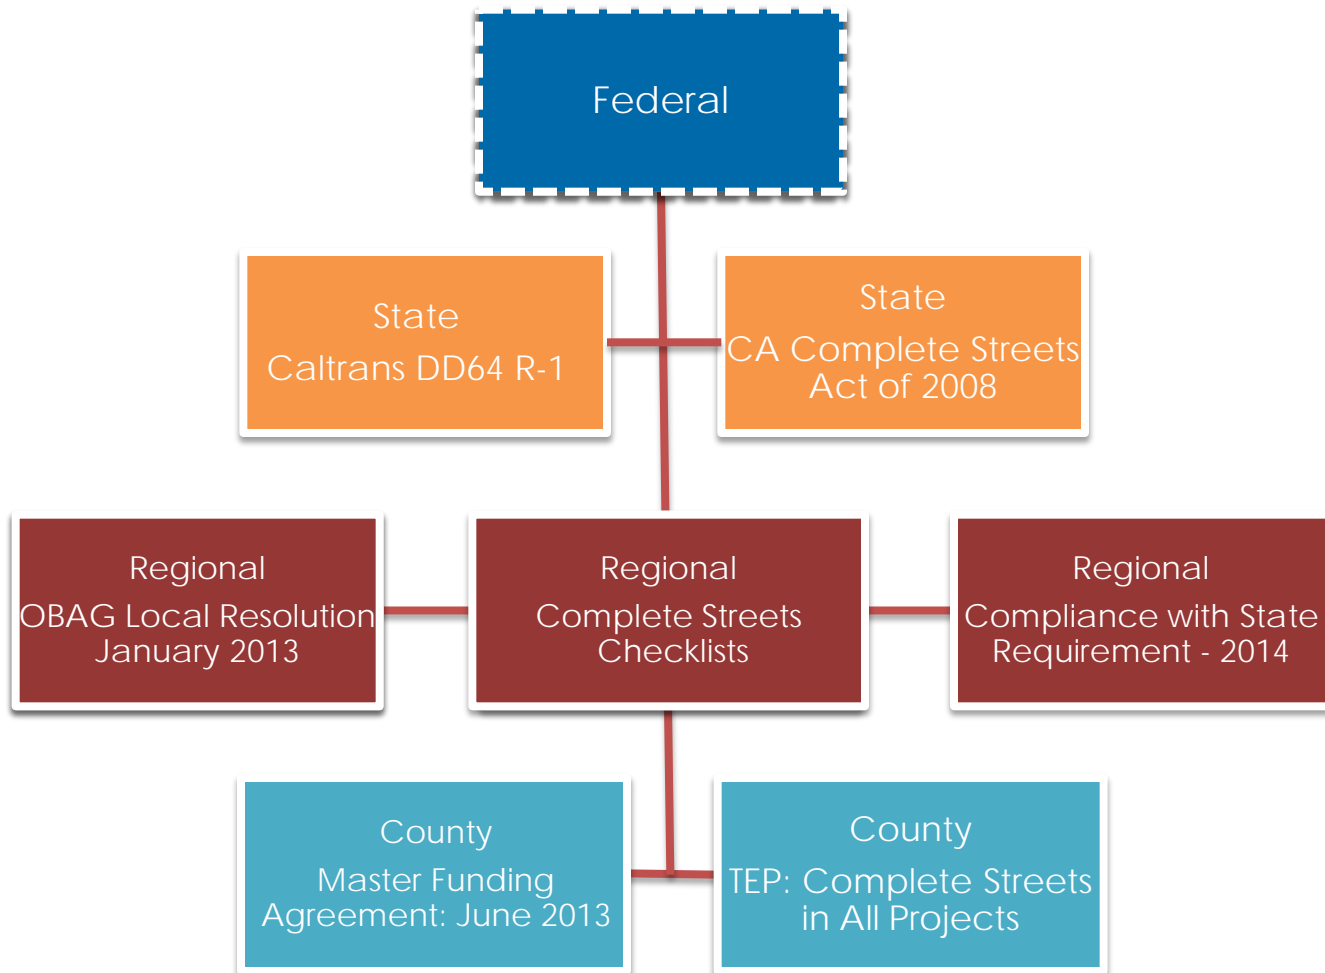 Federal
State
Caltrans DD64 R-1
State
CA Complete Streets
Act of 2008
Regional
OBAG Local Resolution
January 2013
Regional
Complete Streets
Checklists
Regional
Compliance with State
Requirement - 2014
County
Master Funding
Agreement: June 2013
County
TEP: Complete Streets
in All Projects